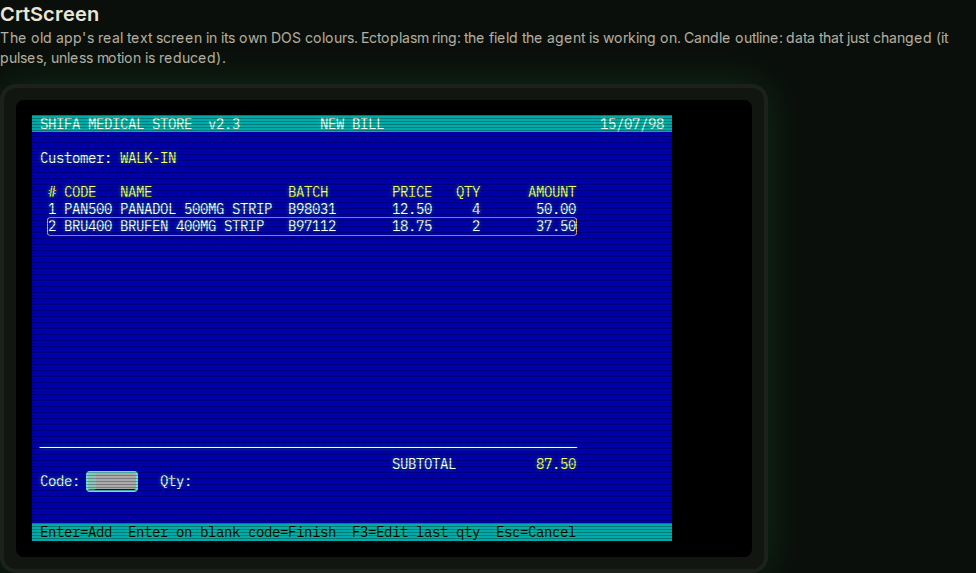 CrtScreen
The old app's real text screen in its own DOS colours. Ectoplasm ring: the field the agent is working on. Candle outline: data that just changed (it
pulses, unless motion is reduced).
SHIFA MEDICAL STORE v2.3 NEW BILL 15/07/98
Customer: WALK-IN
# CODE NAME BATCH PRICE QTY AMOUNT
1 PAN500 PANADOL 500MG STRIP B98031 12.50 4 50.00
2 BRU400 BRUFEN 400MG STRIP B97112 18.75 2 37.50
SUBTOTAL 87.50
Code: Qty:
Enter=Add Enter on blank code=Finish F3=Edit last qty Esc=Cancel